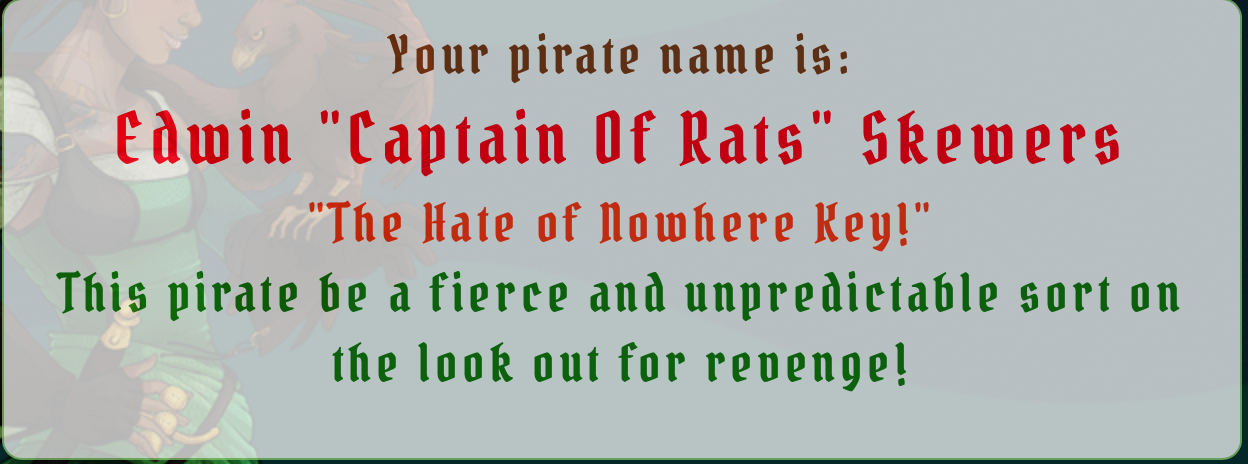 Your pirate name is:
Edwin "Captain Of Rats" Skewers
"The Hate of Nowhere Key!"
This pirate be a fierce and unpredictable sort on
the look out for revenge!